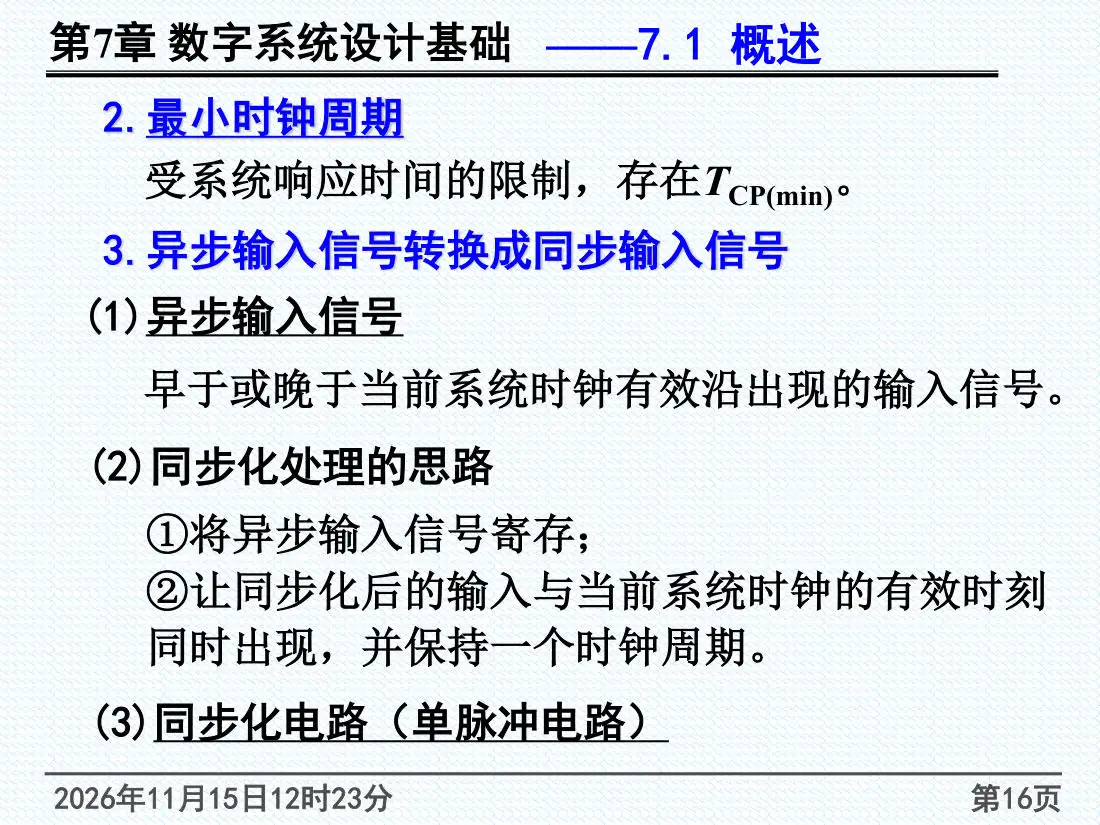 第7章 数字系统设计基础 ——7.1 概述
2.最小时钟周期
受系统响应时间的限制，存在TCP(min)。
3.异步输入信号转换成同步输入信号
(1)异步输入信号
早于或晚于当前系统时钟有效沿出现的输入信号。
(2)同步化处理的思路
①将异步输入信号寄存；
②让同步化后的输入与当前系统时钟的有效时刻
同时出现，并保持一个时钟周期。
(3)同步化电路（单脉冲电路）
2026年11月15日12时23分 第16页